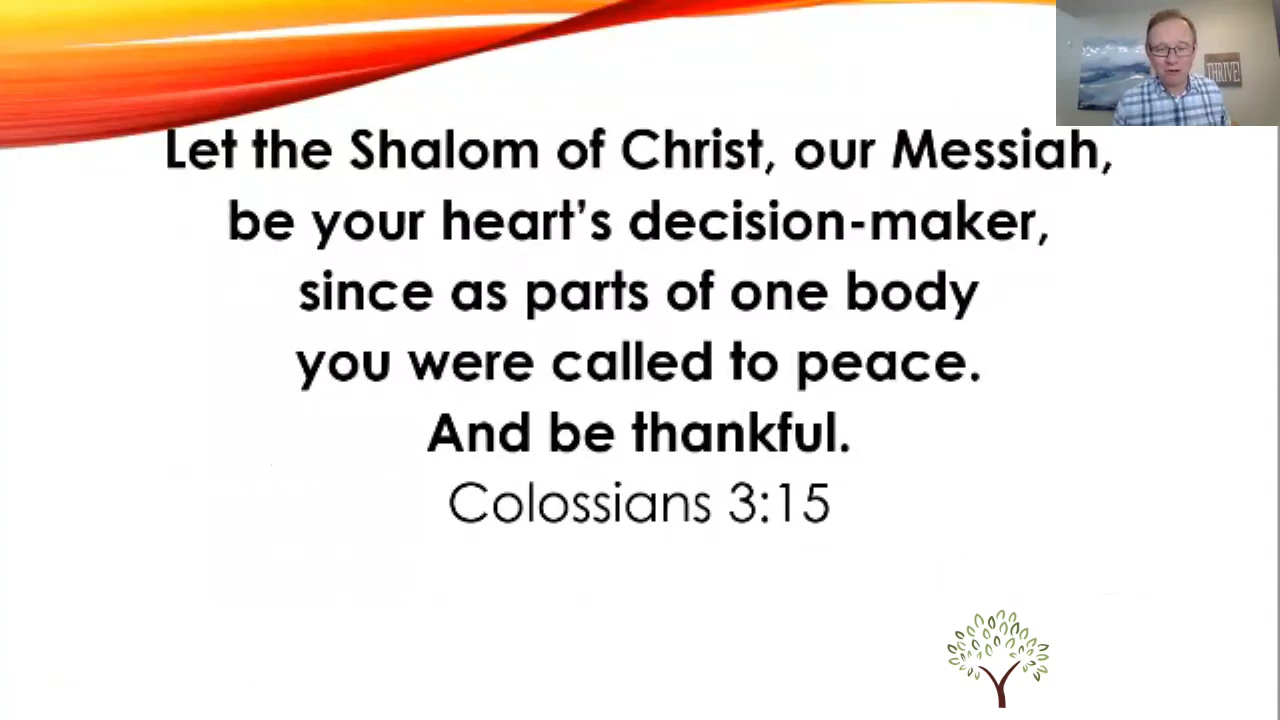 THRIVE!
Let the Shalom of Christ, our Messiah,
be your heart’s decision-maker,
since as parts of one body
you were called to peace.
And be thankful.
Colossians 3:15